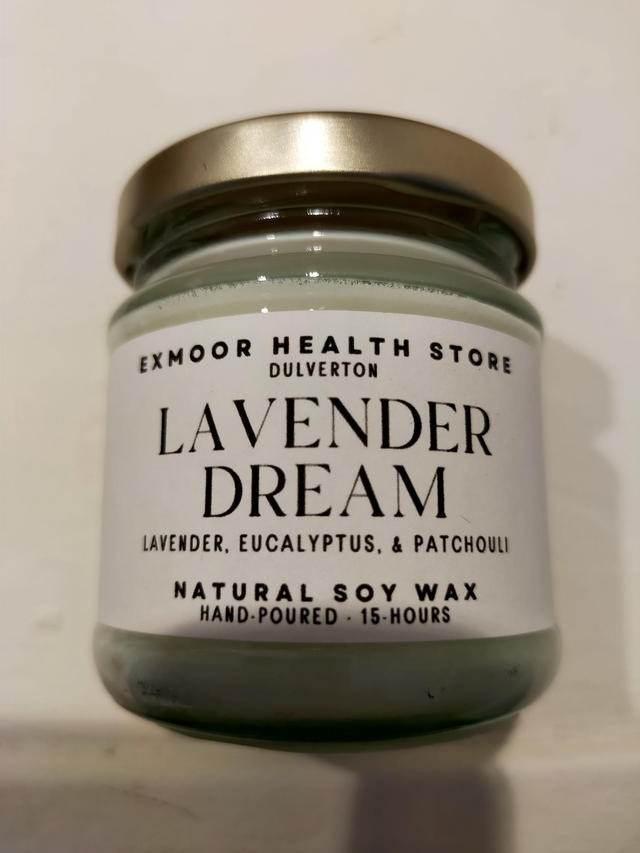 EXMOOR HEALTH STORE
DULVERTON
LAVENDER
DREAM
LAVENDER, EUCALYPTUS, & PATCHOULI
NATURAL SOY WAX
HAND-POURED · 15-HOURS